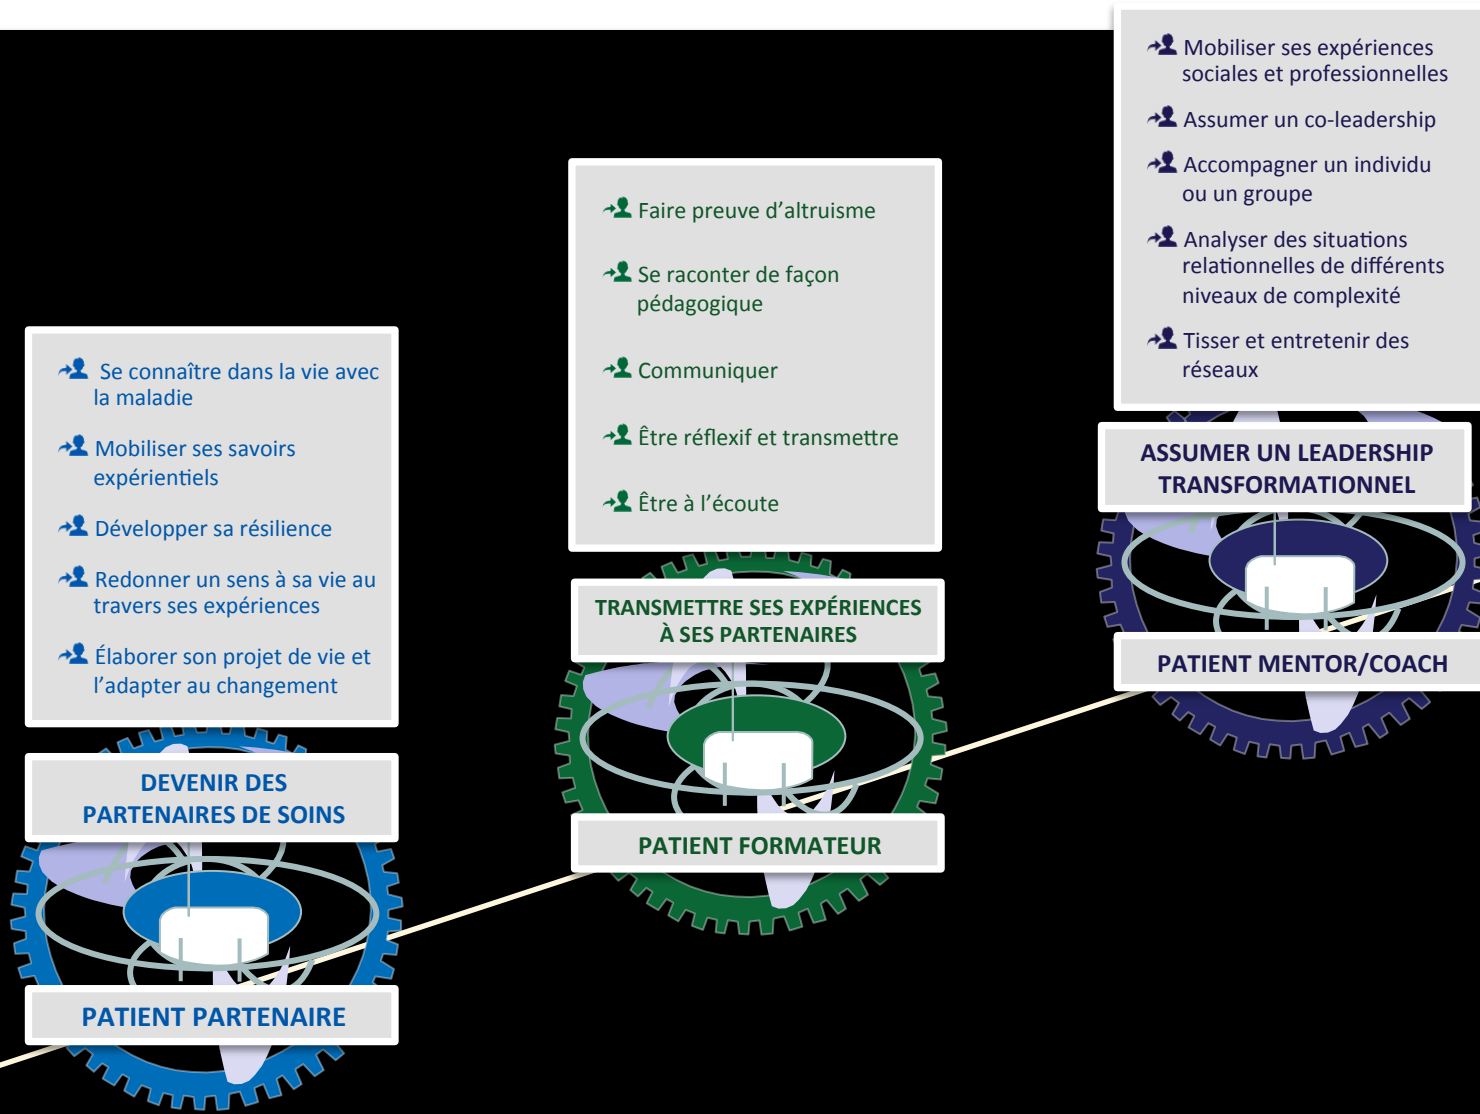 Se connaître dans la vie avec
la maladie
Mobiliser ses savoirs
expérientiels
Développer sa résilience
Redonner un sens à sa vie au
travers ses expériences
Élaborer son projet de vie et
l’adapter au changement
DEVENIR DES
PARTENAIRES DE SOINS
PATIENT PARTENAIRE
Faire preuve d’altruisme
Se raconter de façon
pédagogique
Communiquer
Être réflexif et transmettre
Être à l’écoute
TRANSMETTRE SES EXPÉRIENCES
À SES PARTENAIRES
PATIENT FORMATEUR
Mobiliser ses expériences
sociales et professionnelles
Assumer un co-leadership
Accompagner un individu
ou un groupe
Analyser des situations
relationnelles de différents
niveaux de complexité
Tisser et entretenir des
réseaux
ASSUMER UN LEADERSHIP
TRANSFORMATIONNEL
PATIENT MENTOR/COACH